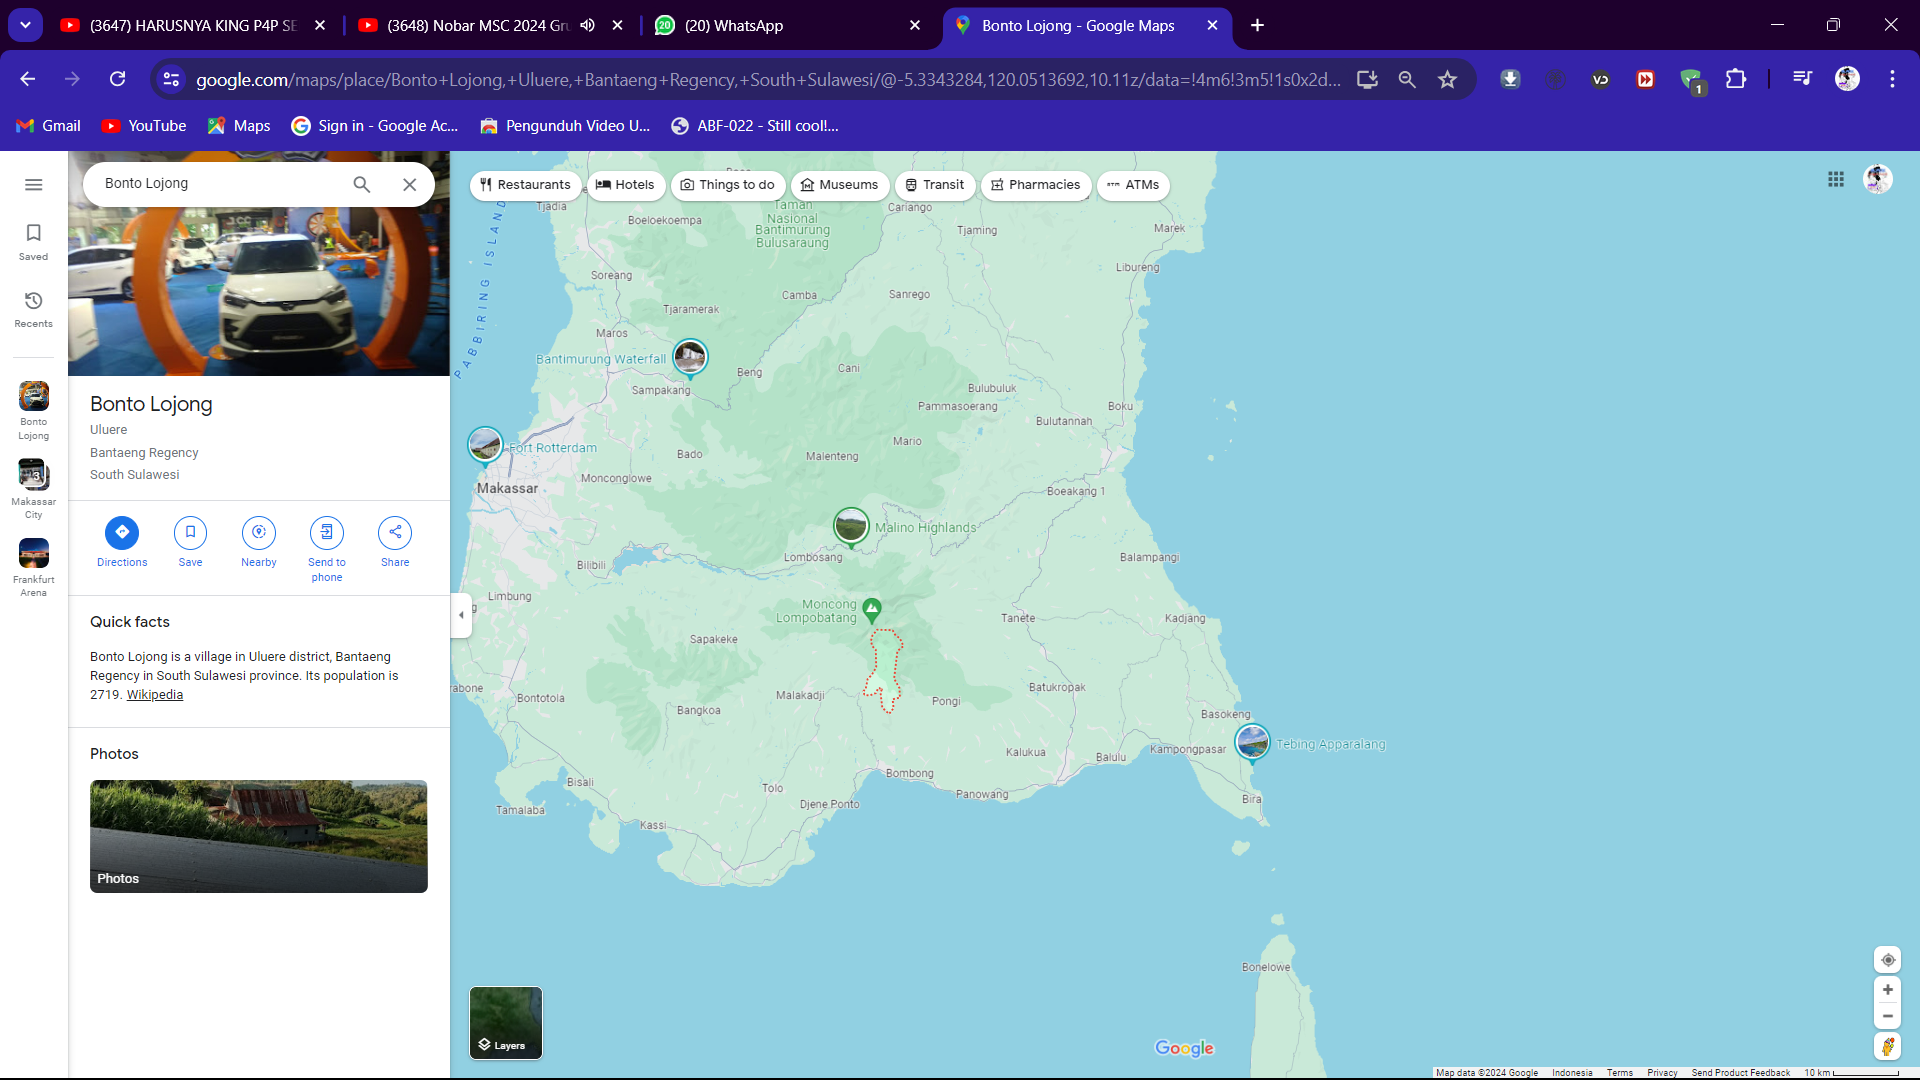 (3647) HARUSNYA KING P4P SE
(3648) Nobar MSC 2024 Gru
20
(20) WhatsApp
Bonto Lojong - Google Maps
google.com/maps/place/Bonto+Lojong,+Uluere,+Bantaeng+Regency,+South+Sulawesi/@-5.3343284,120.0513692,10.11z/data=!4m6!3m5!1s0x2d...
VD
1
Gmail
YouTube
Maps
Sign in - Google Ac...
Pengunduh Video U...
ABF-022 - Still cool!...
Bonto Lojong
Saved
Recents
Bonto
Lojong
3
Makassar
City
Frankfurt
Arena
Bonto Lojong
Uluere
Bantaeng Regency
South Sulawesi
Directions
Save
Nearby
Send to
phone
Share
Quick facts
Bonto Lojong is a village in Uluere district, Bantaeng
Regency in South Sulawesi province. Its population is
2719. Wikipedia
Photos
Photos
Restaurants
Hotels
Things to do
Museums
Transit
Pharmacies
ATMs
PABBIRING ISLAND
Tjadia
Boeloekoempa
Taman
Nasional
Bantimurung
Bulusaraung
Cariango
Tjaming
Marek
Libureng
Soreang
Camba
Sanrego
Tjaramerak
Maros
Bantimurung Waterfall
Beng
Cani
Sampakang
Bulubuluk
Pammasoerang
Boku
Bulutannah
Mario
Fort Rotterdam
Bado
Malenteng
Makassar
Monconglowe
Boeakang 1
Malino Highlands
Lombosang
Balampangi
Bilibili
Limbung
Moncong
Lompobatang
Tanete
Kadjang
Sapakeke
rabone
Bontotola
Malakadji
Batukropak
Pongi
Bangkoa
Basokeng
Tebing Apparalang
Kalukua
Balulu
Kampongpasar
Bombong
Bisali
Tolo
Panowang
Bira
Tamalaba
Djene Ponto
Kassi
Bonelowe
Layers
Google
Map data ©2024 Google
Indonesia
Terms
Privacy
Send Product Feedback
10 km